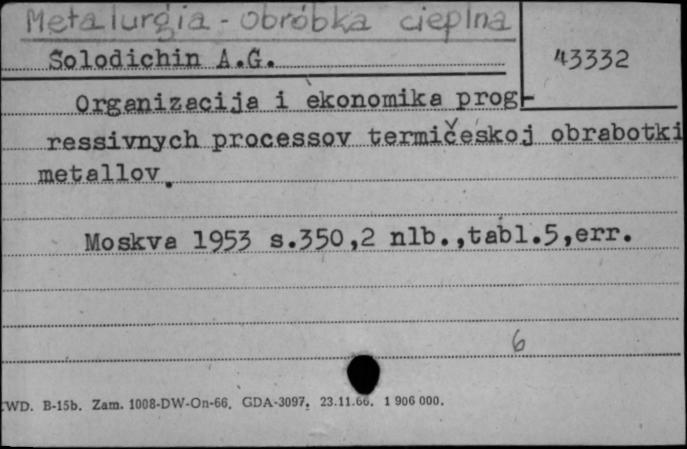 Metalurgia - obróbka cieplna
Solodichin A.G. 43332
Organizacija i ekonomika prog-
ressivnych processov termičeskoj obrabotki
metallov.
Moskva 1953 s.350,2 nlb.,tabl.5,err.
6
WD. B-15b. Zam. 1008-DW-On-66. GDA-3097. 23.11.66. 1 906 000.